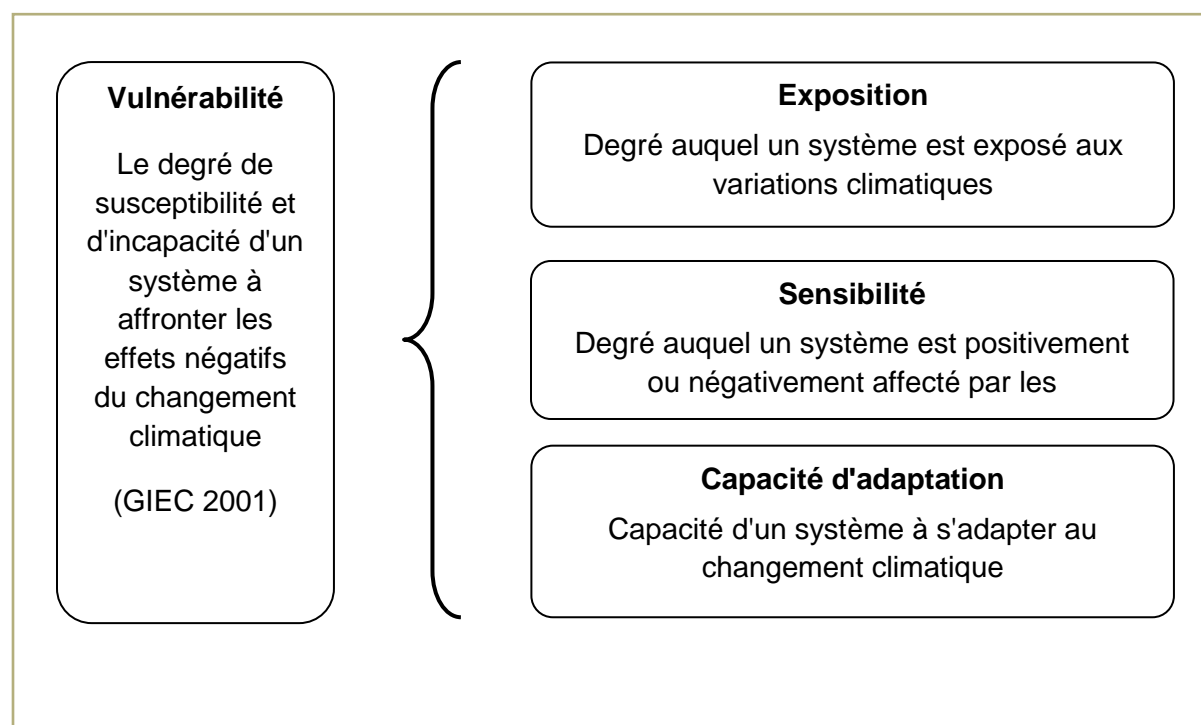 Vulnérabilité
Le degré de
susceptibilité et
d'incapacité d'un
système à
affronter les
effets négatifs
du changement
climatique
(GIEC 2001)
Exposition
Degré auquel un système est exposé aux
variations climatiques
Sensibilité
Degré auquel un système est positivement
ou négativement affecté par les
Capacité d'adaptation
Capacité d'un système à s'adapter au
changement climatique